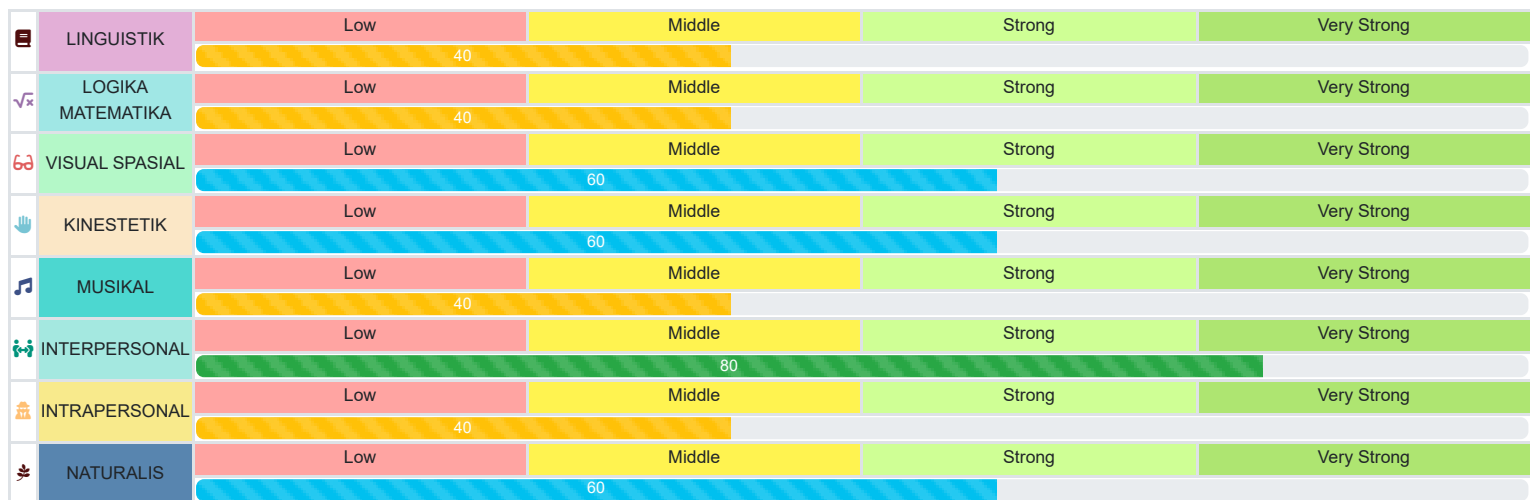 Low Middle Strong Very Strong
LINGUISTIK
40
Low Middle Strong Very Strong
LOGIKA
MATEMATIKA
40
Low Middle Strong Very Strong
VISUAL SPASIAL
60
Low Middle Strong Very Strong
KINESTETIK
60
Low Middle Strong Very Strong
MUSIKAL
40
Low Middle Strong Very Strong
INTERPERSONAL
80
Low Middle Strong Very Strong
INTRAPERSONAL
40
Low Middle Strong Very Strong
NATURALIS
60